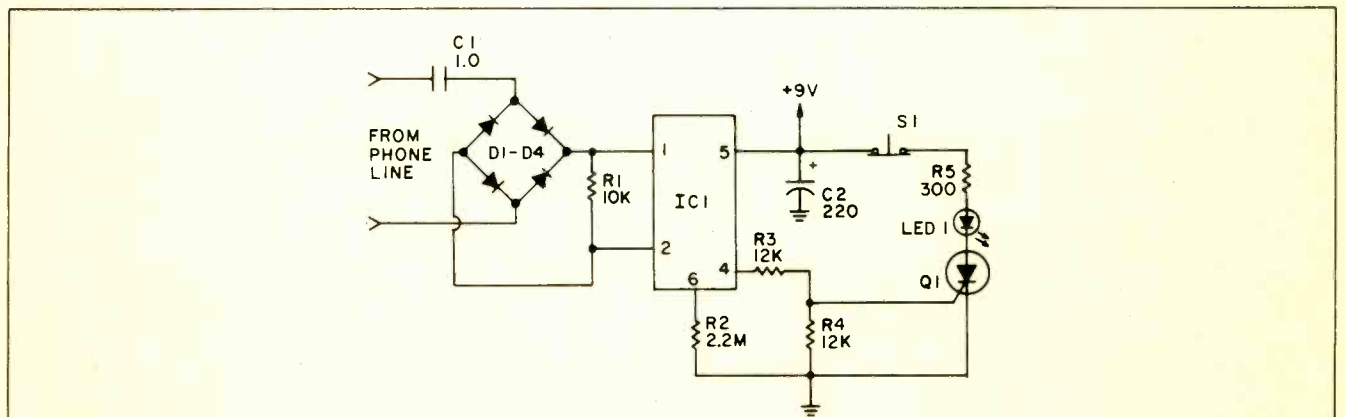 C1
1.0
+9V
S1
FROM
PHONE
LINE
D1-D4
1
5
R1
10K
IC1
+
C2
220
R5
300
LED 1
2
R3
12K
4
6
Q1
R2
2.2M
R4
12K